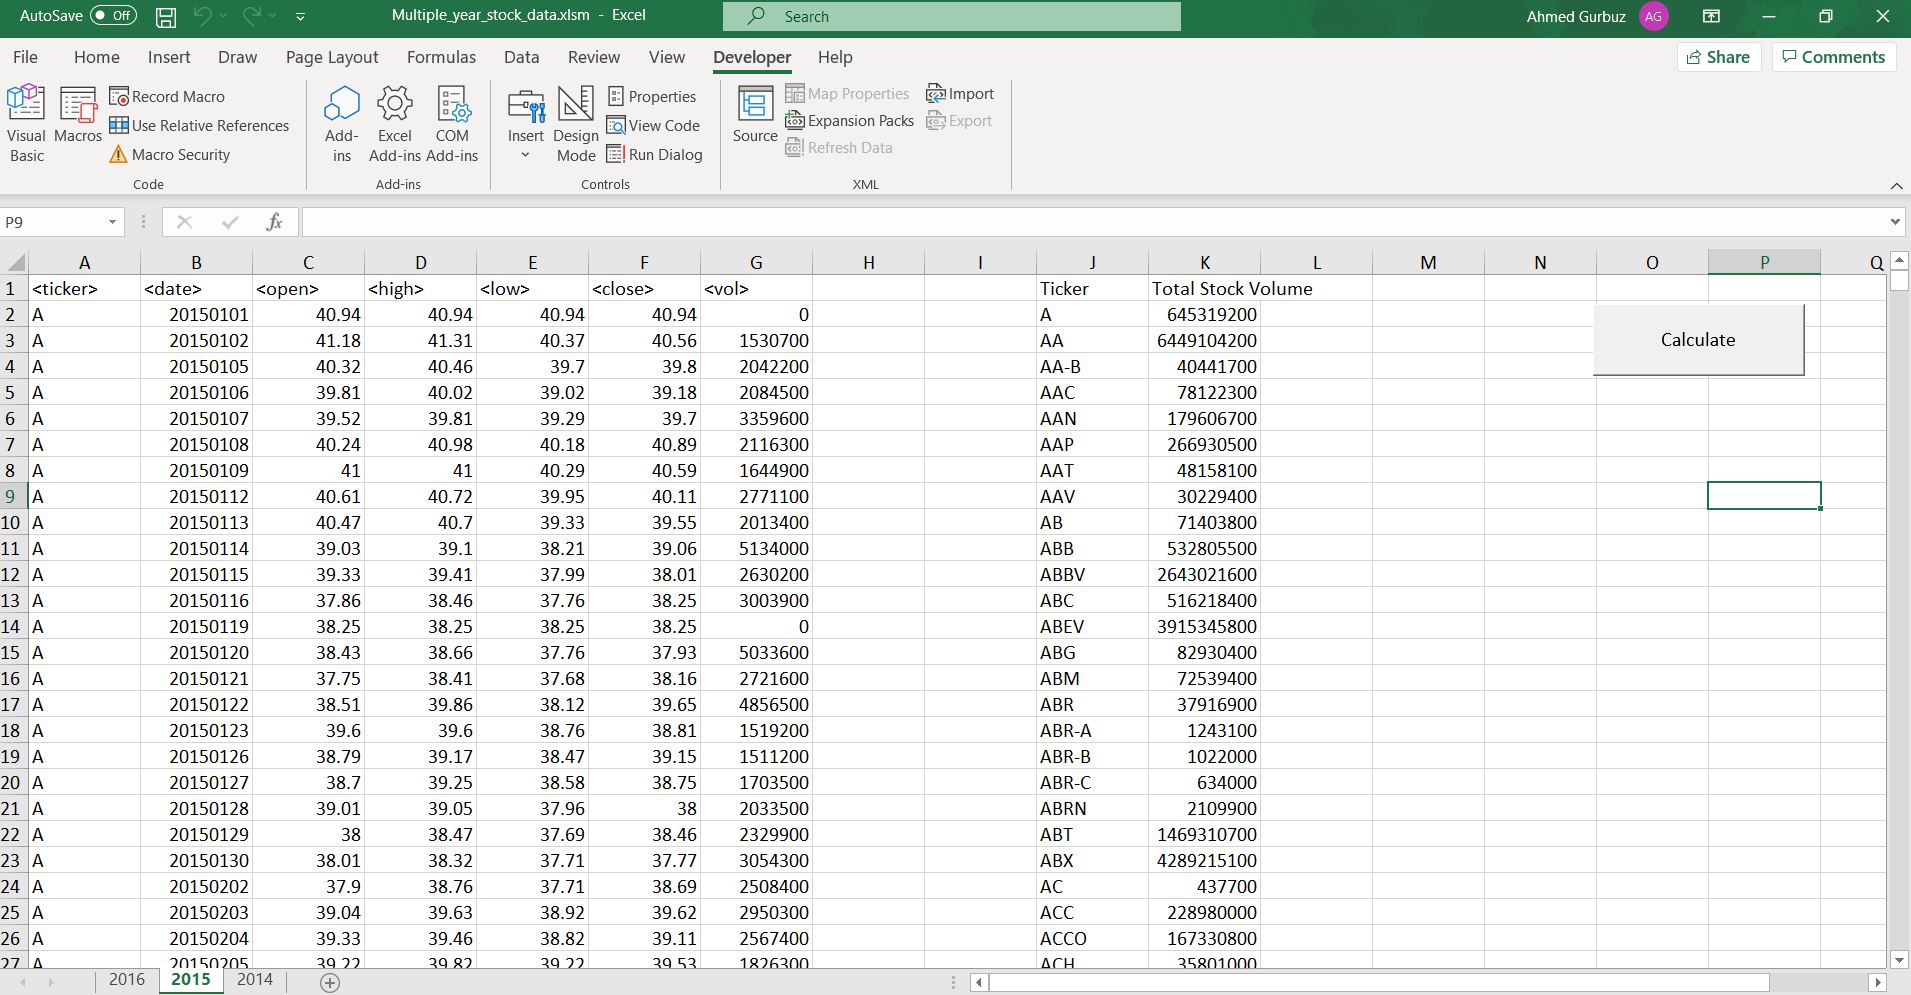 AutoSave Off Multiple_year_stock_data.xlsm - Excel Search Ahmed Gurbuz AG
File Home Insert Draw Page Layout Formulas Data Review View Developer Help Share Comments
Visual Basic Macros Record Macro Use Relative References Macro Security
Code
Add-ins Excel Add-ins COM Add-ins
Add-ins
Insert Design Mode Properties View Code Run Dialog
Controls
Source Map Properties Expansion Packs Refresh Data Import Export
XML
P9 fx
A B C D E F G H I J K L M N O P Q
1 <ticker> <date> <open> <high> <low> <close> <vol> Ticker Total Stock Volume
2 A 20150101 40.94 40.94 40.94 40.94 0 A 645319200
3 A 20150102 41.18 41.31 40.37 40.56 1530700 AA 6449104200 Calculate
4 A 20150105 40.32 40.46 39.7 39.8 2042200 AA-B 40441700
5 A 20150106 39.81 40.02 39.02 39.18 2084500 AAC 78122300
6 A 20150107 39.52 39.81 39.29 39.7 3359600 AAN 179606700
7 A 20150108 40.24 40.98 40.18 40.89 2116300 AAP 266930500
8 A 20150109 41 41 40.29 40.59 1644900 AAT 48158100
9 A 20150112 40.61 40.72 39.95 40.11 2771100 AAV 30229400
10 A 20150113 40.47 40.7 39.33 39.55 2013400 AB 71403800
11 A 20150114 39.03 39.1 38.21 39.06 5134000 ABB 532805500
12 A 20150115 39.33 39.41 37.99 38.01 2630200 ABBV 2643021600
13 A 20150116 37.86 38.46 37.76 38.25 3003900 ABC 516218400
14 A 20150119 38.25 38.25 38.25 38.25 0 ABEV 3915345800
15 A 20150120 38.43 38.66 37.76 37.93 5033600 ABG 82930400
16 A 20150121 37.75 38.41 37.68 38.16 2721600 ABM 72539400
17 A 20150122 38.51 39.86 38.12 39.65 4856500 ABR 37916900
18 A 20150123 39.6 39.6 38.76 38.81 1519200 ABR-A 1243100
19 A 20150126 38.79 39.17 38.47 39.15 1511200 ABR-B 1022000
20 A 20150127 38.7 39.25 38.58 38.75 1703500 ABR-C 634000
21 A 20150128 39.01 39.05 37.96 38 2033500 ABRN 2109900
22 A 20150129 38 38.47 37.69 38.46 2329900 ABT 1469310700
23 A 20150130 38.01 38.32 37.71 37.77 3054300 ABX 4289215100
24 A 20150202 37.9 38.76 37.71 38.69 2508400 AC 437700
25 A 20150203 39.04 39.63 38.92 39.62 2950300 ACC 228980000
26 A 20150204 39.33 39.46 38.82 39.11 2567400 ACCO 167330800
27 A 20150205 39.22 39.82 39.22 39.53 1826300 ACH 35801000
2016 2015 2014